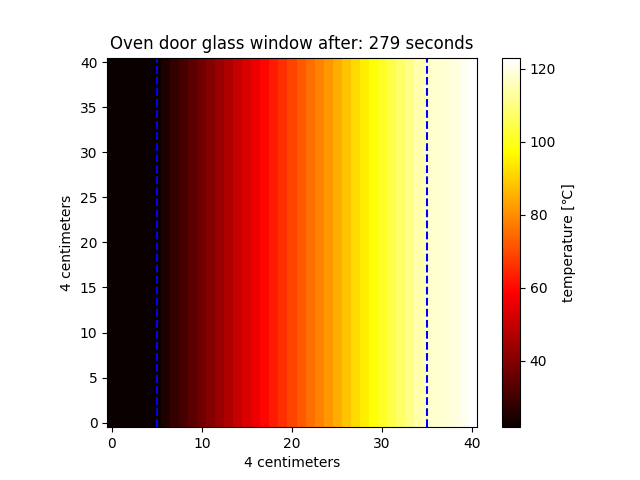 Oven door glass window after: 279 seconds
40
35
30
25
20
15
10
5
0
4 centimeters
0 10 20 30 40
4 centimeters
120
100
80
60
40
temperature [℃]